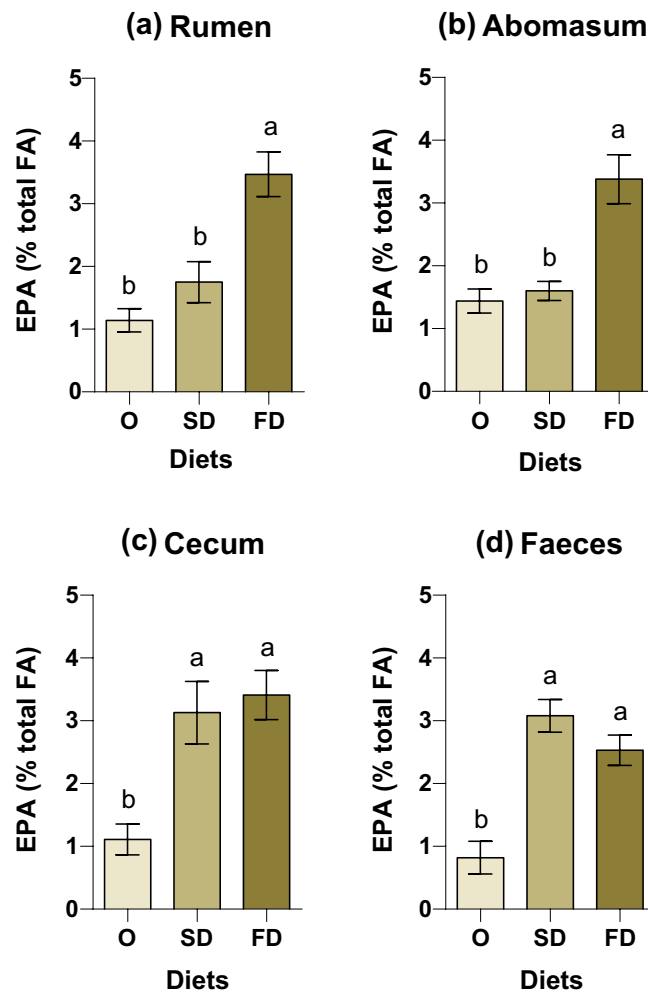 (a) Rumen
EPA (% total FA)
5
4
3
2
1
0
b
b
a
O SD FD
Diets
(b) Abomasum
EPA (% total FA)
5
4
3
2
1
0
b
b
a
O SD FD
Diets
(c) Cecum
EPA (% total FA)
5
4
3
2
1
0
b
a
a
O SD FD
Diets
(d) Faeces
EPA (% total FA)
5
4
3
2
1
0
b
a
a
O SD FD
Diets